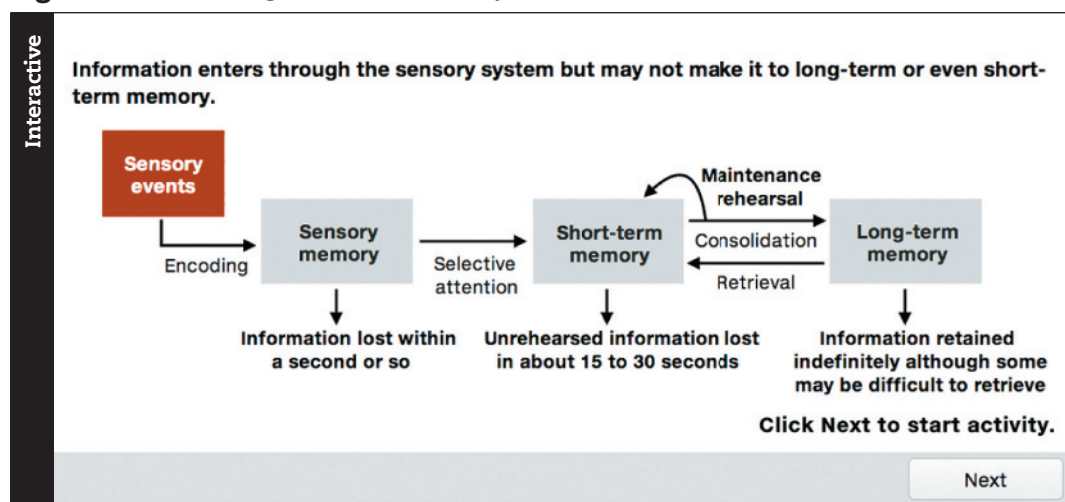 Interactive
Information enters through the sensory system but may not make it to long-term or even short-
term memory.
Sensory
events
Encoding
Sensory
memory
Selective
attention
Short-term
memory
Maintenance
rehearsal
Consolidation
Retrieval
Long-term
memory
Information lost within
a second or so
Unrehearsed information lost
in about 15 to 30 seconds
Information retained
indefinitely although some
may be difficult to retrieve
Click Next to start activity.
Next